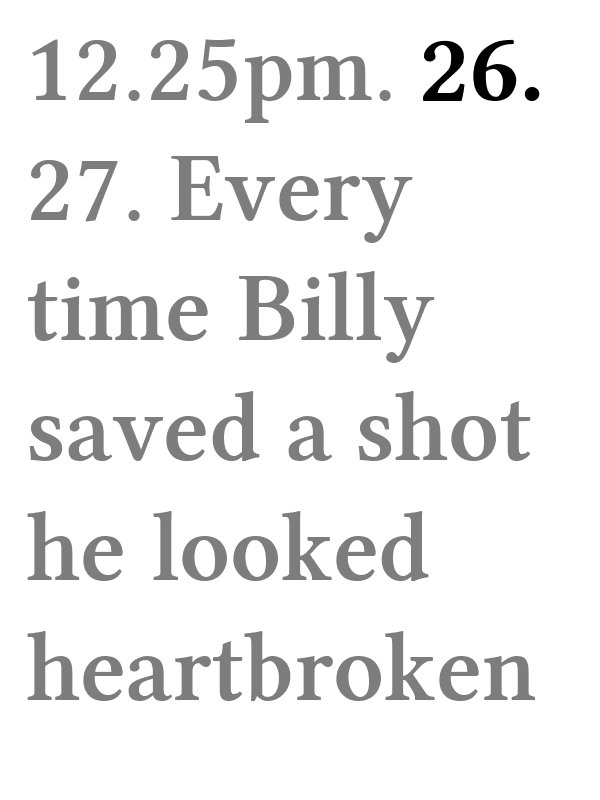 12.25pm. 26.
27. Every
time Billy
saved a shot
he looked
heartbroken